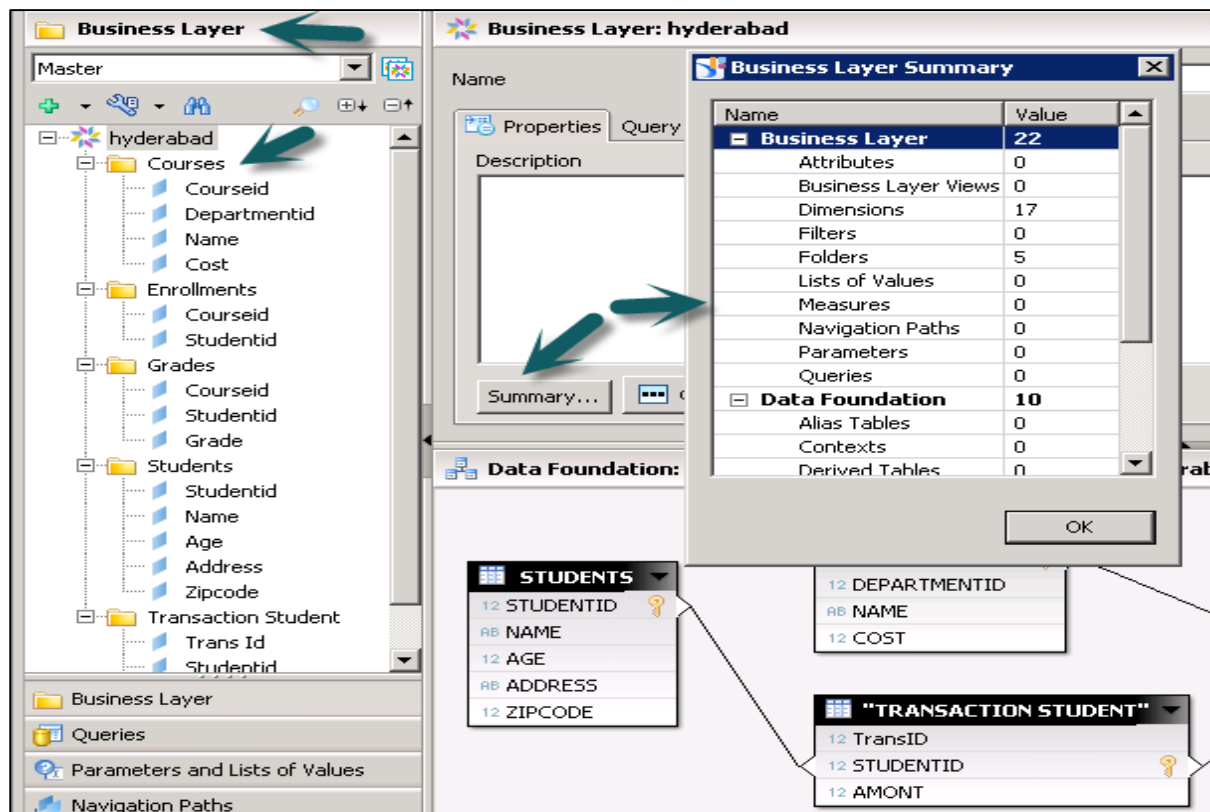 Business Layer
Master
hyderabad
Courses
Courseid
Departmentid
Name
Cost
Enrollments
Courseid
Studentid
Grades
Courseid
Studentid
Grade
Students
Studentid
Name
Age
Address
Zipcode
Transaction Student
Trans Id
Studentid
Business Layer
Queries
Parameters and Lists of Values
Navigation Paths
Business Layer: hyderabad
Name
Properties
Query
Description
Summary...
Business Layer Summary
Name Value
Business Layer 22
Attributes 0
Business Layer Views 0
Dimensions 17
Filters 0
Folders 5
Lists of Values 0
Measures 0
Navigation Paths 0
Parameters 0
Queries 0
Data Foundation 10
Alias Tables 0
Contexts 0
Derived Tables 0
OK
Data Foundation:
STUDENTS
12 STUDENTID
AB NAME
12 AGE
AB ADDRESS
12 ZIPCODE
12 DEPARTMENTID
AB NAME
12 COST
"TRANSACTION STUDENT"
12 TransID
12 STUDENTID
12 AMONT